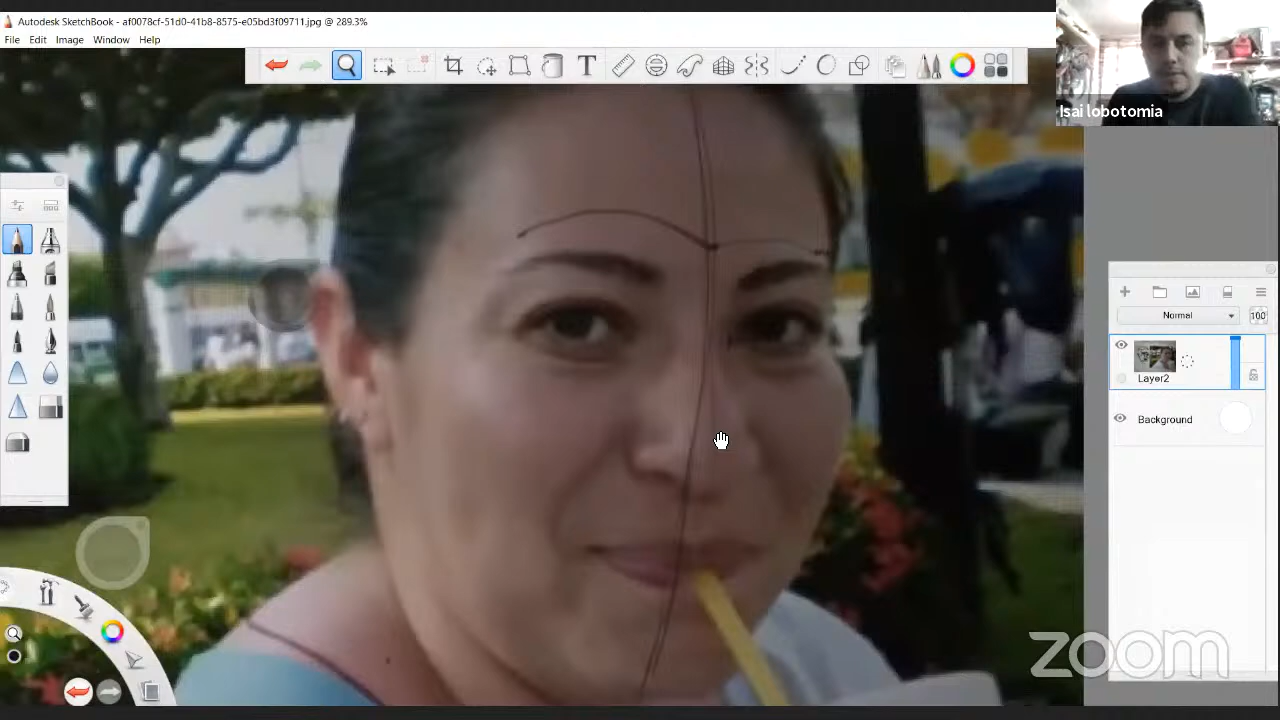 Autodesk SketchBook - af0078cf-51d0-41b8-8575-e05bd3f09711.jpg @ 289.3%
File Edit Image Window Help
T
Isai lobotomia
Normal
100
Layer2
Background
zoom